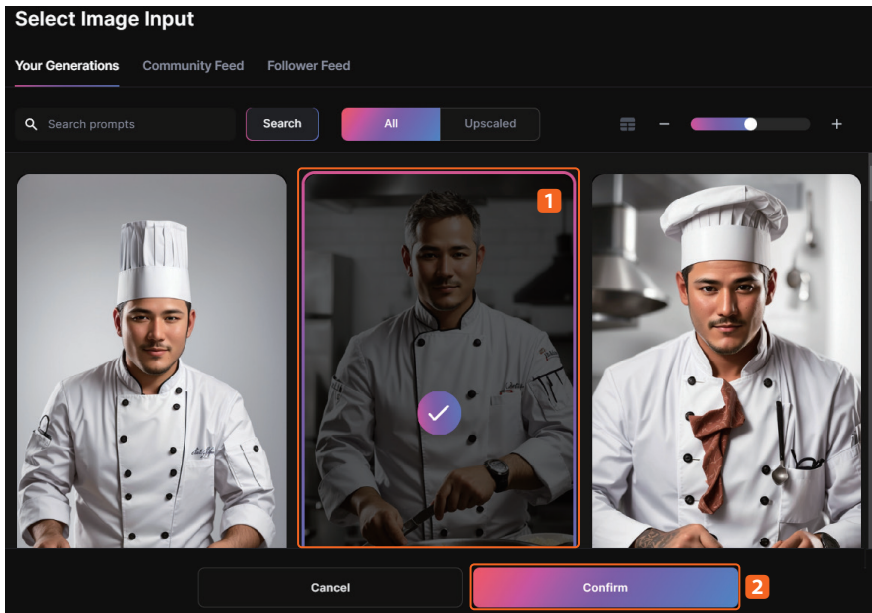 Select Image Input
Your Generations Community Feed Follower Feed
Search prompts Search All Upscaled
1
Cancel Confirm 2